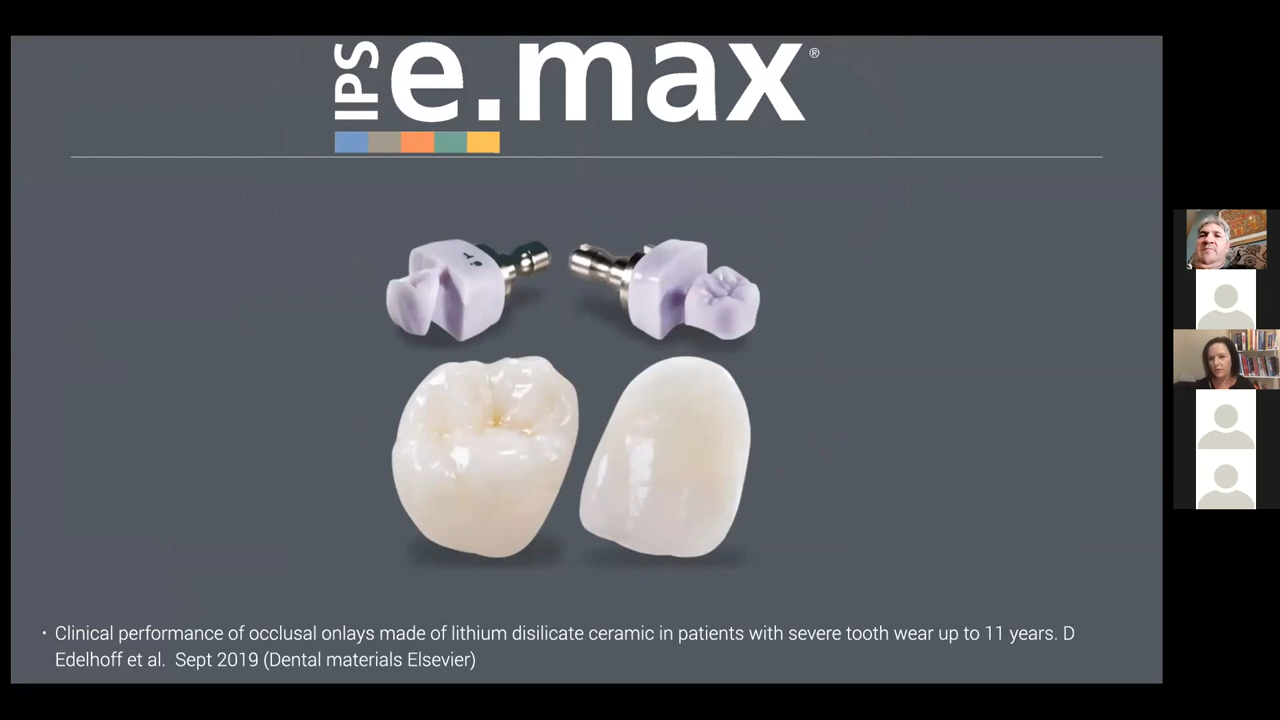 IPS e.max®
• Clinical performance of occlusal onlays made of lithium disilicate ceramic in patients with severe tooth wear up to 11 years. D
Edelhoff et al. Sept 2019 (Dental materials Elsevier)